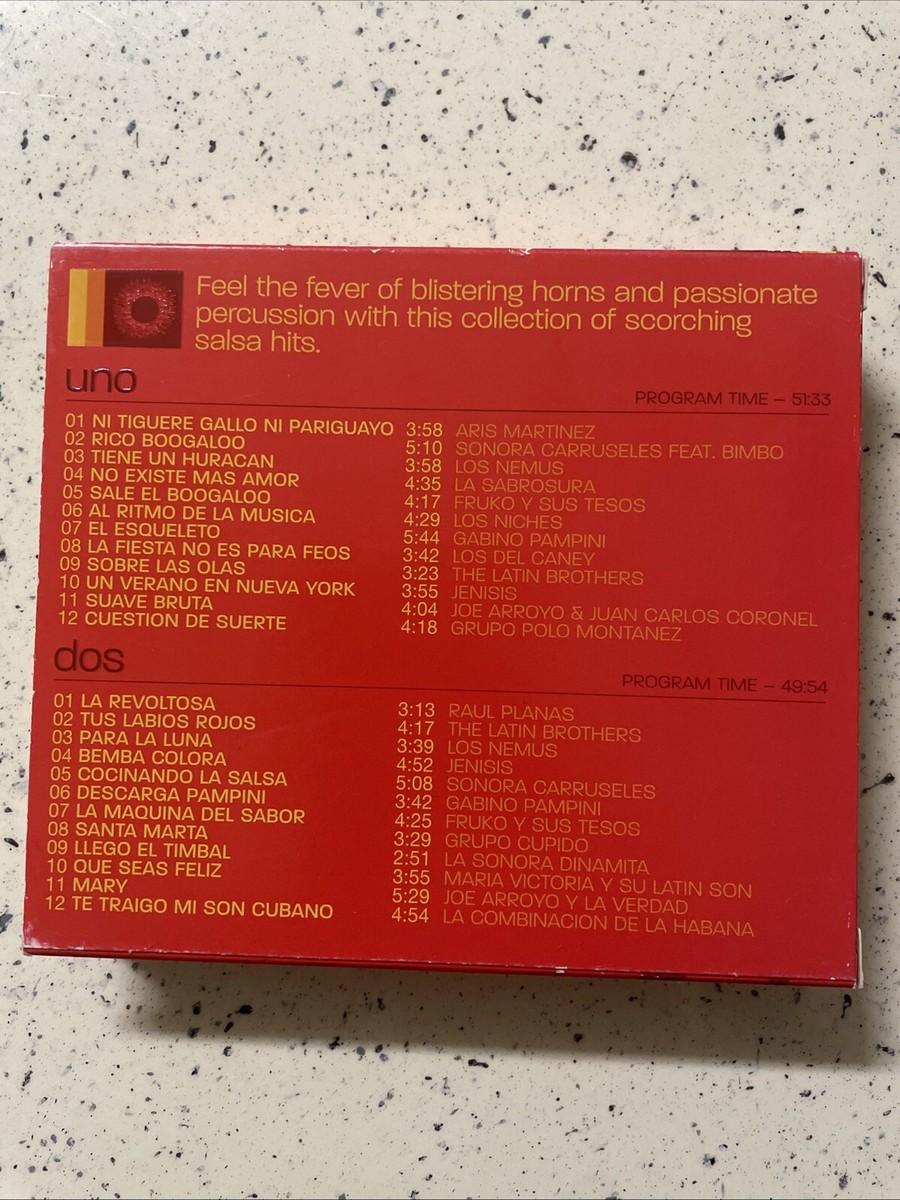 Feel the fever of blistering horns and passionate
percussion with this collection of scorching
salsa hits.
uno
PROGRAM TIME – 51:33
01 NI TIGUERE GALLO NI PARIGUAYO 3:58 ARIS MARTINEZ
02 RICO BOOGALOO 5:10 SONORA CARRUSELES FEAT. BIMBO
03 TIENE UN HURACAN 3:58 LOS NEMUS
04 NO EXISTE MAS AMOR 4:35 LA SABROSURA
05 SALE EL BOOGALOO 4:17 FRUKO Y SUS TESOS
06 AL RITMO DE LA MUSICA 4:29 LOS NICHES
07 EL ESQUELETO 5:44 GABINO PAMPINI
08 LA FIESTA NO ES PARA FEOS 3:42 LOS DEL CANEY
09 SOBRE LAS OLAS 3:23 THE LATIN BROTHERS
10 UN VERANO EN NUEVA YORK 3:55 JENISIS
11 SUAVE BRUTA 4:04 JOE ARROYO & JUAN CARLOS CORONEL
12 CUESTION DE SUERTE 4:18 GRUPO POLO MONTANEZ
dos
PROGRAM TIME – 49:54
01 LA REVOLTOSA 3:13 RAUL PLANAS
02 TUS LABIOS ROJOS 4:17 THE LATIN BROTHERS
03 PARA LA LUNA 3:39 LOS NEMUS
04 BEMBA COLORA 4:52 JENISIS
05 COCINANDO LA SALSA 5:08 SONORA CARRUSELES
06 DESCARGA PAMPINI 3:42 GABINO PAMPINI
07 LA MAQUINA DEL SABOR 4:25 FRUKO Y SUS TESOS
08 SANTA MARTA 3:29 GRUPO CUPIDO
09 LLEGO EL TIMBAL 2:51 LA SONORA DINAMITA
10 QUE SEAS FELIZ 3:55 MARIA VICTORIA Y SU LATIN SON
11 MARY 5:29 JOE ARROYO Y LA VERDAD
12 TE TRAIGO MI SON CUBANO 4:54 LA COMBINACION DE LA HABANA